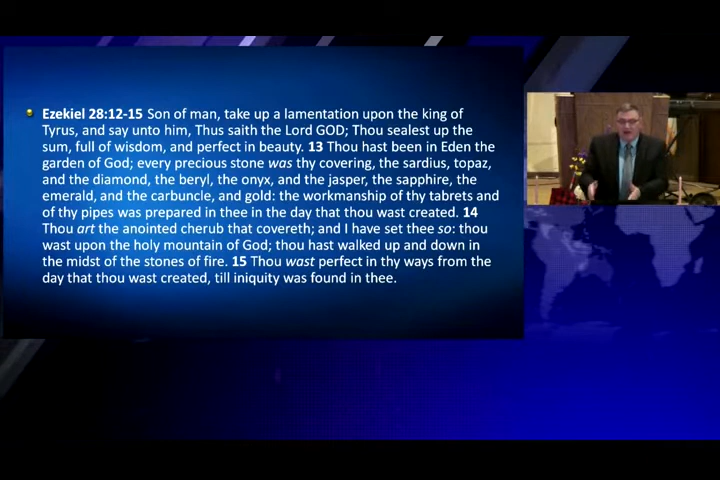 Ezekiel 28:12-15 Son of man, take up a lamentation upon the king of
Tyrus, and say unto him, Thus saith the Lord GOD; Thou sealest up the
sum, full of wisdom, and perfect in beauty. 13 Thou hast been in Eden the
garden of God; every precious stone was thy covering, the sardius, topaz,
and the diamond, the beryl, the onyx, and the jasper, the sapphire, the
emerald, and the carbuncle, and gold: the workmanship of thy tabrets and
of thy pipes was prepared in thee in the day that thou wast created. 14
Thou art the anointed cherub that covereth; and I have set thee so: thou
wast upon the holy mountain of God; thou hast walked up and down in
the midst of the stones of fire. 15 Thou wast perfect in thy ways from the
day that thou wast created, till iniquity was found in thee.